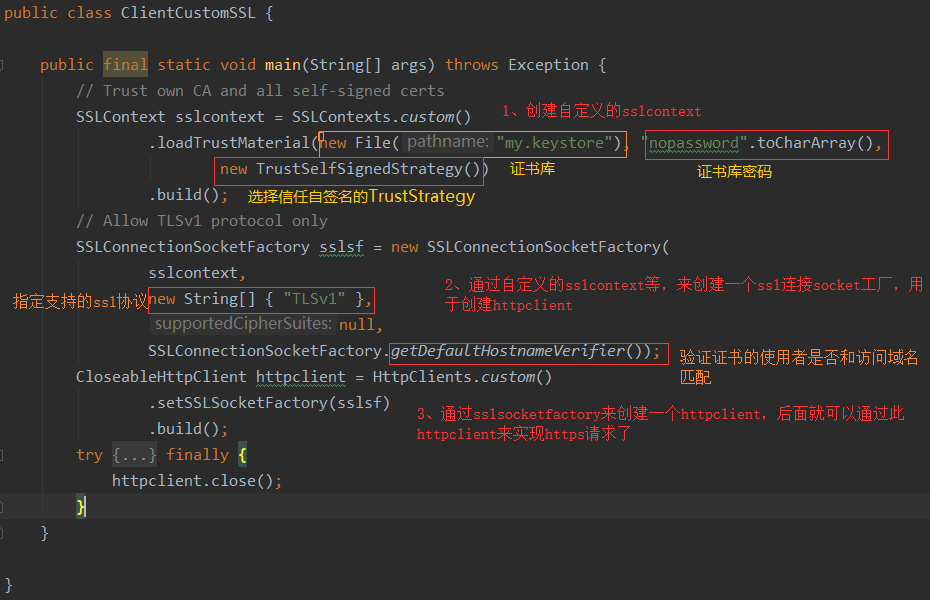 public class ClientCustomSSL {
public final static void main(String[] args) throws Exception {
// Trust own CA and all self-signed certs
SSLContext sslcontext = SSLContexts.custom()
1、创建自定义的sslcontext
.loadTrustMaterial(new File( pathname: "my.keystore"), "nopassword".toCharArray(),
new TrustSelfSignedStrategy())
证书库
证书库密码
.build();
选择信任自签名的TrustStrategy
// Allow TLSv1 protocol only
SSLConnectionSocketFactory sslsf = new SSLConnectionSocketFactory(
sslcontext,
2、通过自定义的sslcontext等，来创建一个ssl连接socket工厂，用
于创建httpclient
指定支持的ssl协议
new String[] { "TLSv1" },
supportedCipherSuites: null,
SSLConnectionSocketFactory.getDefaultHostnameVerifier());
验证证书的使用者是否和访问域名
匹配
CloseableHttpClient httpclient = HttpClients.custom()
.setSSLSocketFactory(sslsf)
3、通过sslsocketfactory来创建一个httpclient，后面就可以通过此
httpclient来实现https请求了
.build();
try {...} finally {
httpclient.close();
}
}
}